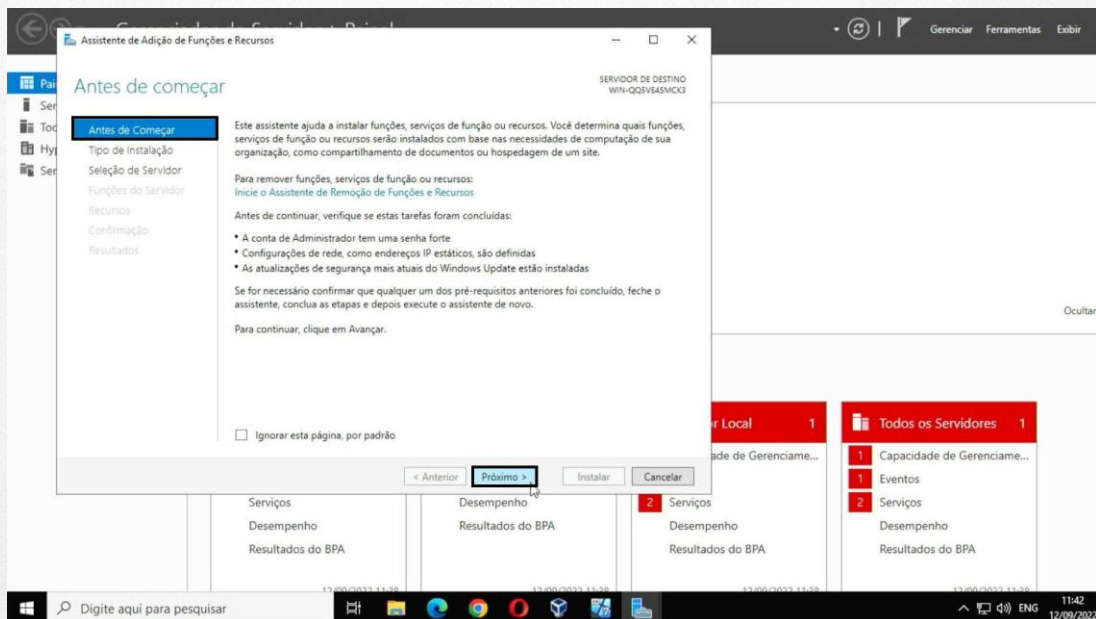 Gerenciar Ferramentas Exibir
Assistente de Adição de Funções e Recursos
Antes de começar
SERVIDOR DE DESTINO
WIN-QQSVE45MCK3
Antes de Começar
Tipo de Instalação
Seleção de Servidor
Funções do Servidor
Recursos
Confirmação
Resultados
Este assistente ajuda a instalar funções, serviços de função ou recursos. Você determina quais funções,
serviços de função ou recursos serão instalados com base nas necessidades de computação de sua
organização, como compartilhamento de documentos ou hospedagem de um site.
Para remover funções, serviços de função ou recursos:
Inicie o Assistente de Remoção de Funções e Recursos
Antes de continuar, verifique se estas tarefas foram concluídas:
• A conta de Administrador tem uma senha forte
• Configurações de rede, como endereços IP estáticos, são definidas
• As atualizações de segurança mais atuais do Windows Update estão instaladas
Se for necessário confirmar que qualquer um dos pré-requisitos anteriores foi concluído, feche o
assistente, conclua as etapas e depois execute o assistente de novo.
Para continuar, clique em Avançar.
Ignorar esta página, por padrão
< Anterior Próximo > Instalar Cancelar
Pai
Ser
Toc
Hy
Ser
Ocultar
r Local 1
ade de Gerenciame...
2 Serviços
Desempenho
Resultados do BPA
Todos os Servidores 1
1 Capacidade de Gerenciame...
1 Eventos
2 Serviços
Desempenho
Resultados do BPA
Serviços
Desempenho
Resultados do BPA
Desempenho
Resultados do BPA
Digite aqui para pesquisar
ENG
11:42
12/09/2022